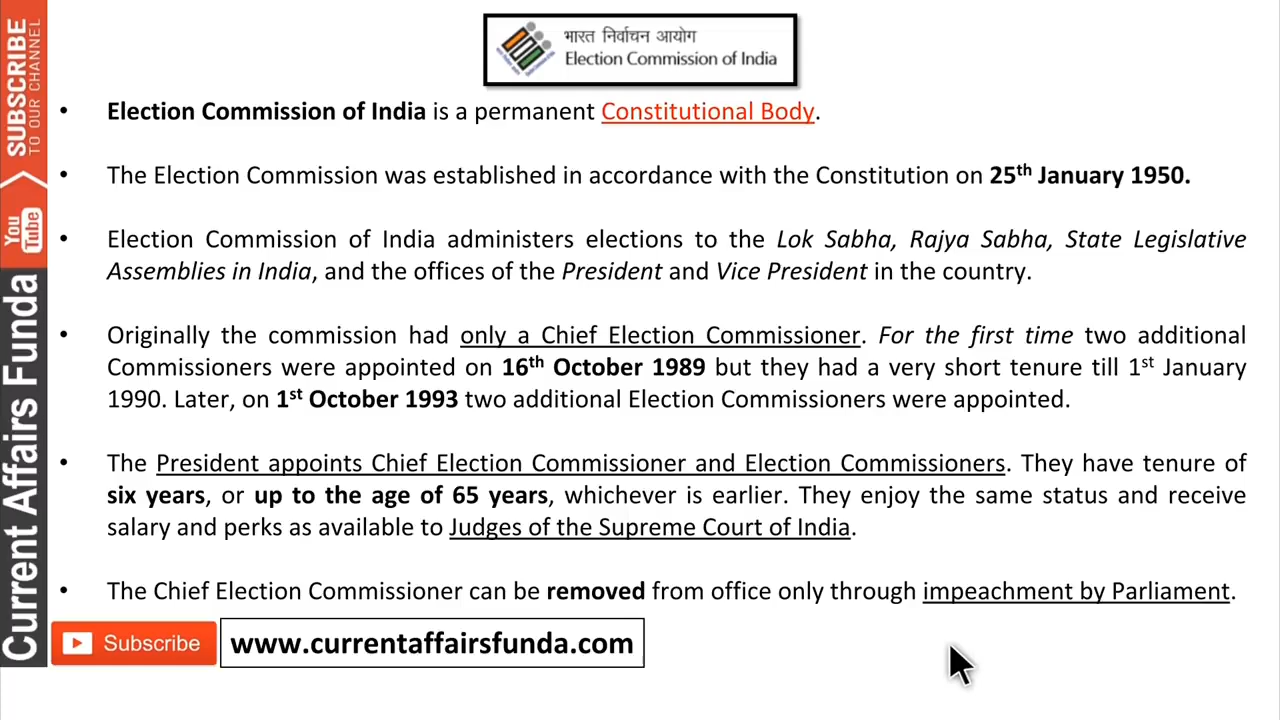 भारत निर्वाचन आयोग
Election Commission of India
• Election Commission of India is a permanent Constitutional Body.
• The Election Commission was established in accordance with the Constitution on 25th January 1950.
• Election Commission of India administers elections to the Lok Sabha, Rajya Sabha, State Legislative
Assemblies in India, and the offices of the President and Vice President in the country.
• Originally the commission had only a Chief Election Commissioner. For the first time two additional
Commissioners were appointed on 16th October 1989 but they had a very short tenure till 1st January
1990. Later, on 1st October 1993 two additional Election Commissioners were appointed.
• The President appoints Chief Election Commissioner and Election Commissioners. They have tenure of
six years, or up to the age of 65 years, whichever is earlier. They enjoy the same status and receive
salary and perks as available to Judges of the Supreme Court of India.
• The Chief Election Commissioner can be removed from office only through impeachment by Parliament.
Subscribe
www.currentaffairsfunda.com
SUBSCRIBE
TO OUR CHANNEL
You
Tube
Current Affairs Funda